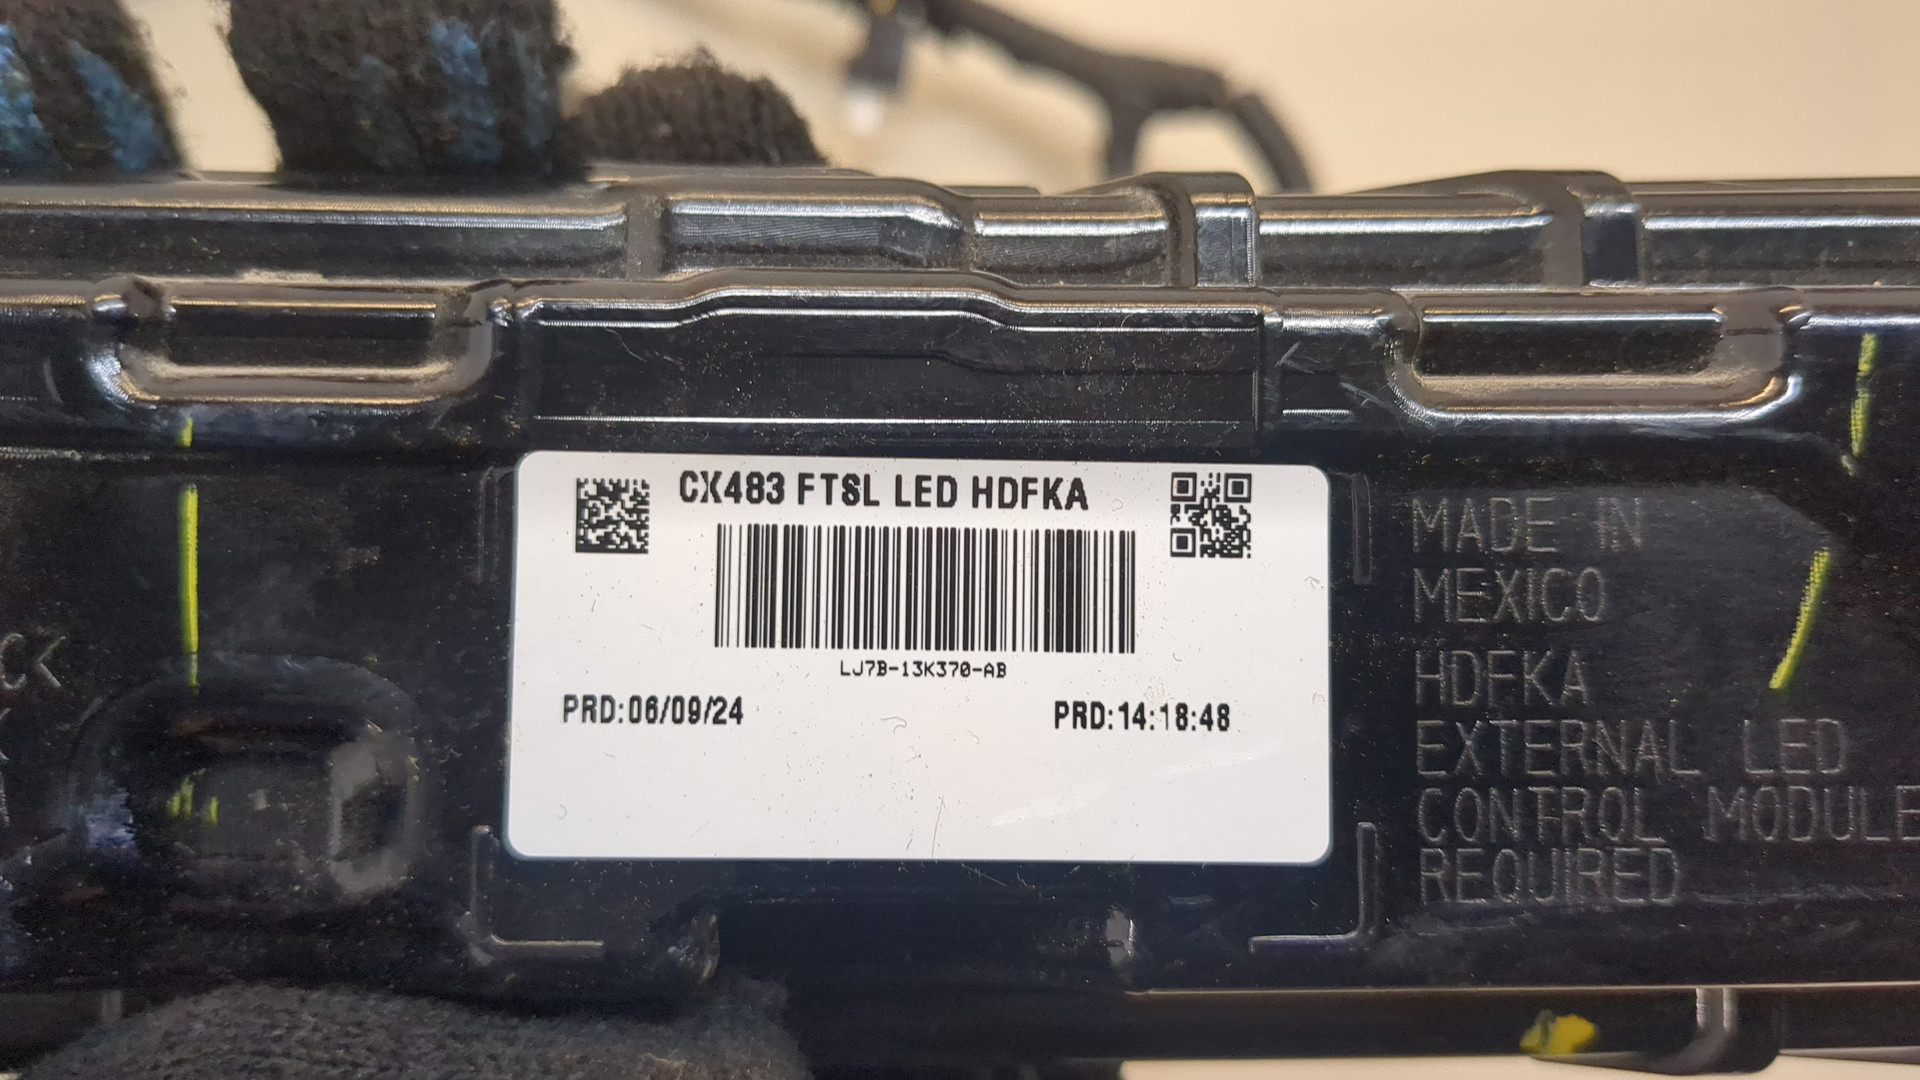 CX483 FTSL LED HDFKA
LJ7B-13K370-AB
PRD:06/09/24
PRD:14:18:48
MADE IN
MEXICO
HDFKA
EXTERNAL LED
CONTROL MODULE
REQUIRED
CK